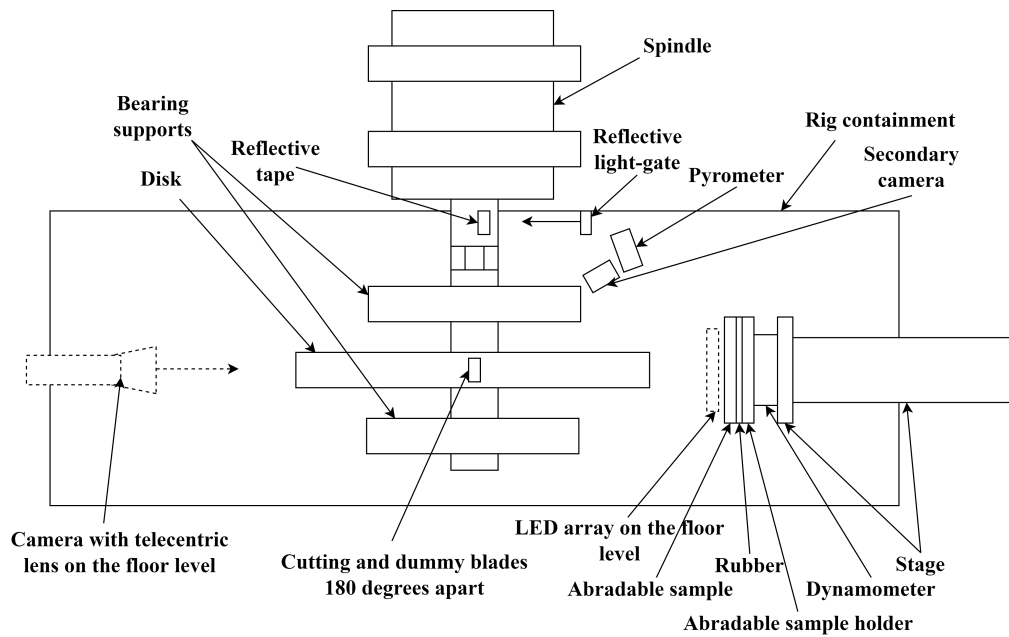 Spindle
Bearing
supports
Reflective
tape
Disk
Reflective
light-gate
Rig containment
Secondary
camera
Pyrometer
Camera with telecentric
lens on the floor level
Cutting and dummy blades
180 degrees apart
LED array on the floor
level
Abradable sample
Rubber
Abradable sample holder
Dynamometer
Stage